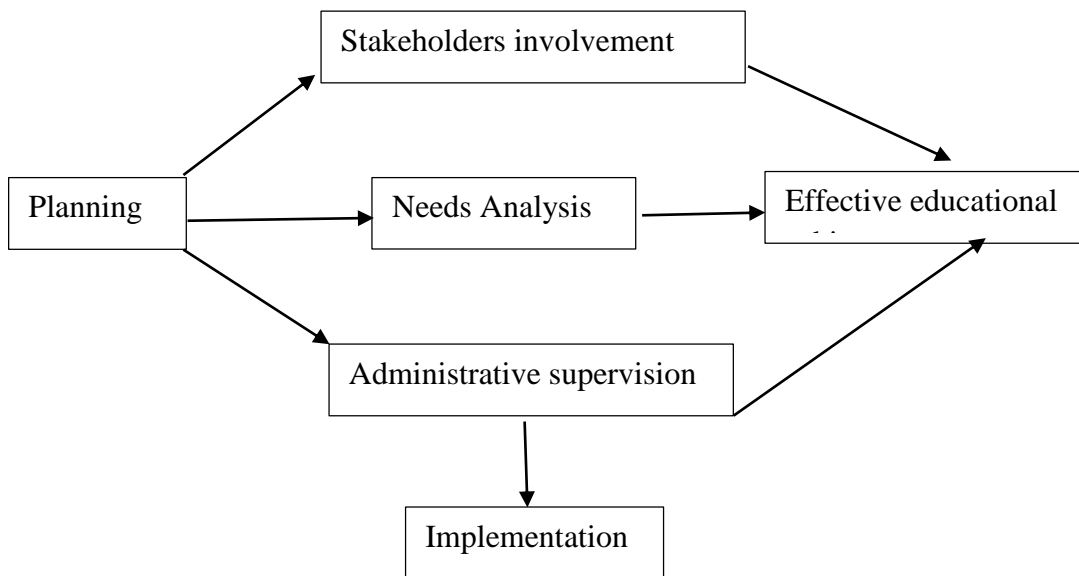 Stakeholders involvement
Planning
Needs Analysis
Effective educational
Administrative supervision
Implementation